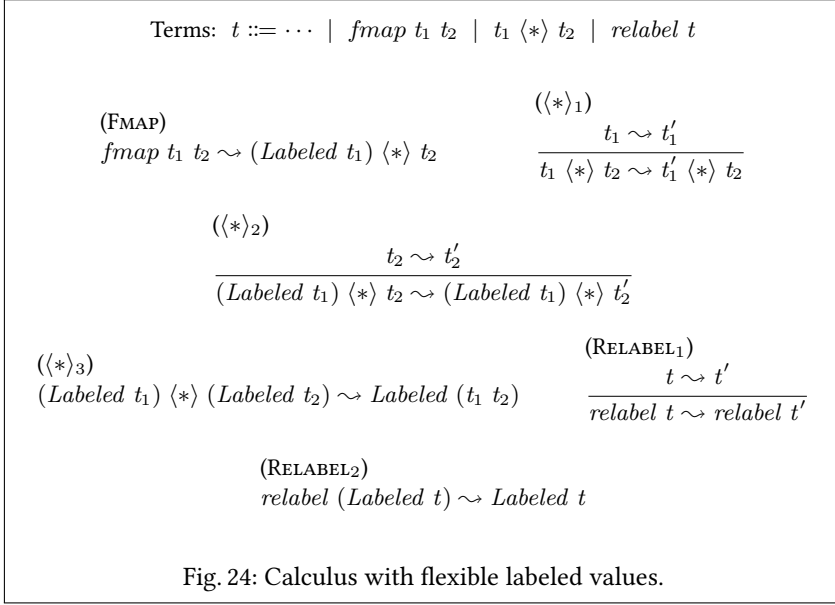 Terms: t ::= ⋯ | fmap t₁ t₂ | t₁ ⟨∗⟩ t₂ | relabel t
(Fmap)
fmap t₁ t₂ ⇝ (Labeled t₁) ⟨∗⟩ t₂
(⟨∗⟩₁)
t₁ ⇝ t₁′
t₁ ⟨∗⟩ t₂ ⇝ t₁′ ⟨∗⟩ t₂
(⟨∗⟩₂)
t₂ ⇝ t₂′
(Labeled t₁) ⟨∗⟩ t₂ ⇝ (Labeled t₁) ⟨∗⟩ t₂′
(⟨∗⟩₃)
(Labeled t₁) ⟨∗⟩ (Labeled t₂) ⇝ Labeled (t₁ t₂)
(Relabel₁)
t ⇝ t′
relabel t ⇝ relabel t′
(Relabel₂)
relabel (Labeled t) ⇝ Labeled t
Fig. 24: Calculus with flexible labeled values.